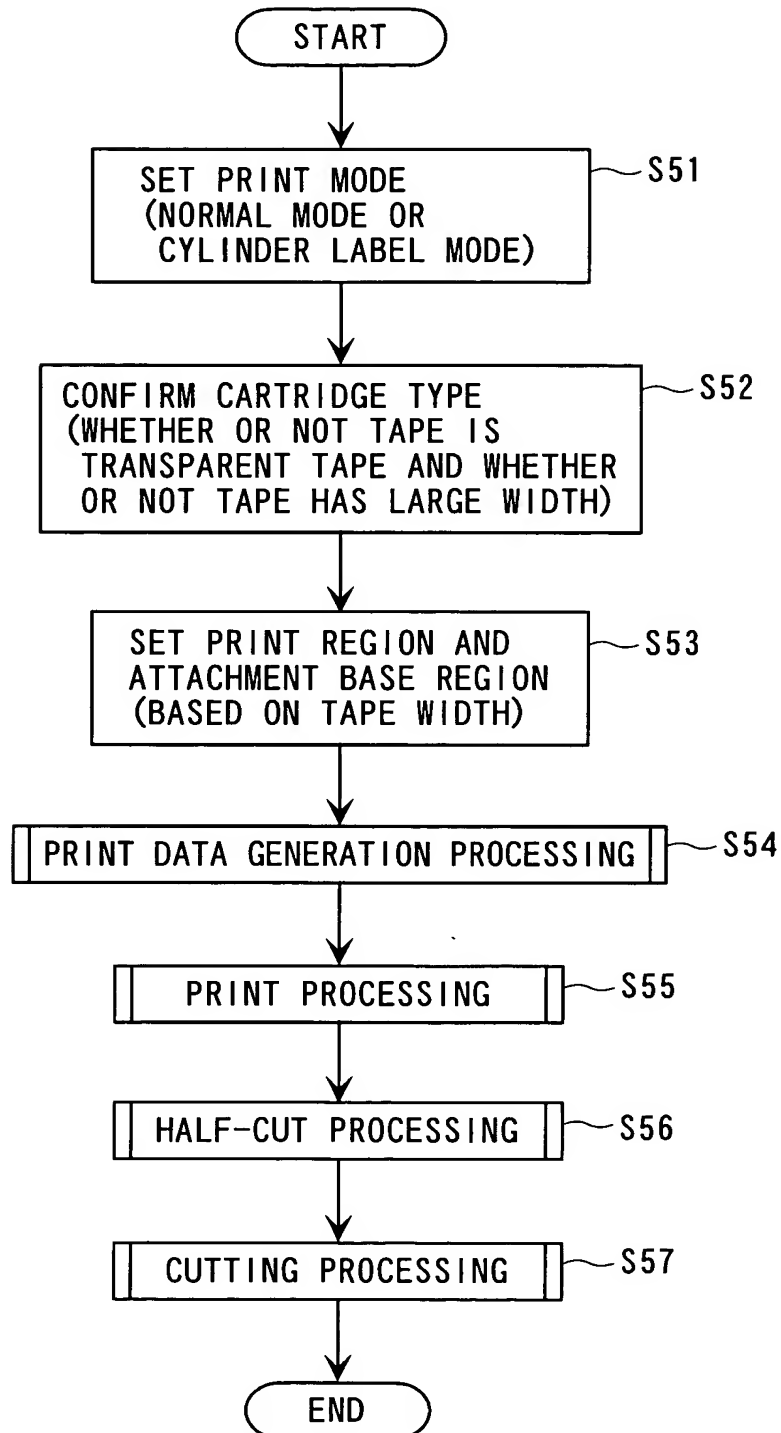 START
SET PRINT MODE
(NORMAL MODE OR
CYLINDER LABEL MODE)
S51
CONFIRM CARTRIDGE TYPE
(WHETHER OR NOT TAPE IS
TRANSPARENT TAPE AND WHETHER
OR NOT TAPE HAS LARGE WIDTH)
S52
SET PRINT REGION AND
ATTACHMENT BASE REGION
(BASED ON TAPE WIDTH)
S53
PRINT DATA GENERATION PROCESSING
S54
PRINT PROCESSING
S55
HALF-CUT PROCESSING
S56
CUTTING PROCESSING
S57
END